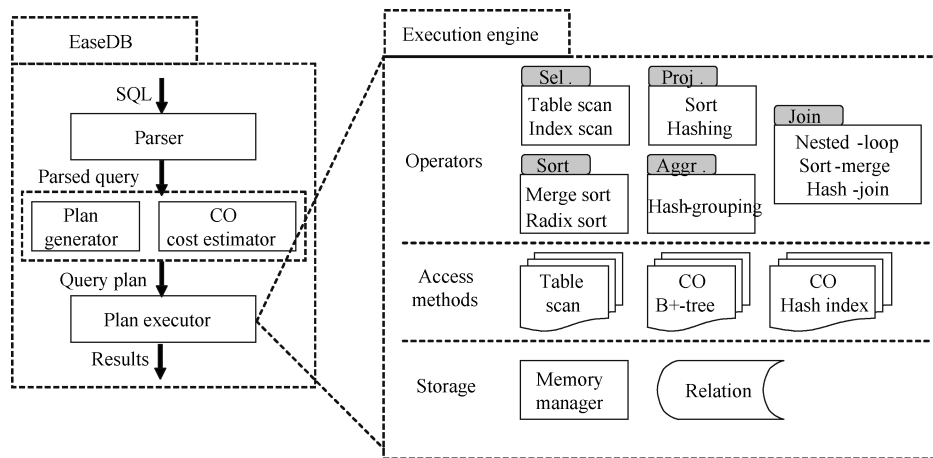 EaseDB
SQL
Parser
Parsed query
Plan
generator
CO
cost estimator
Query plan
Plan executor
Results
Execution engine
Operators
Sel .
Table scan
Index scan
Proj .
Sort
Hashing
Join
Nested -loop
Sort -merge
Hash -join
Sort
Merge sort
Radix sort
Aggr .
Hash-grouping
Access
methods
Table
scan
CO
B+-tree
CO
Hash index
Storage
Memory
manager
Relation